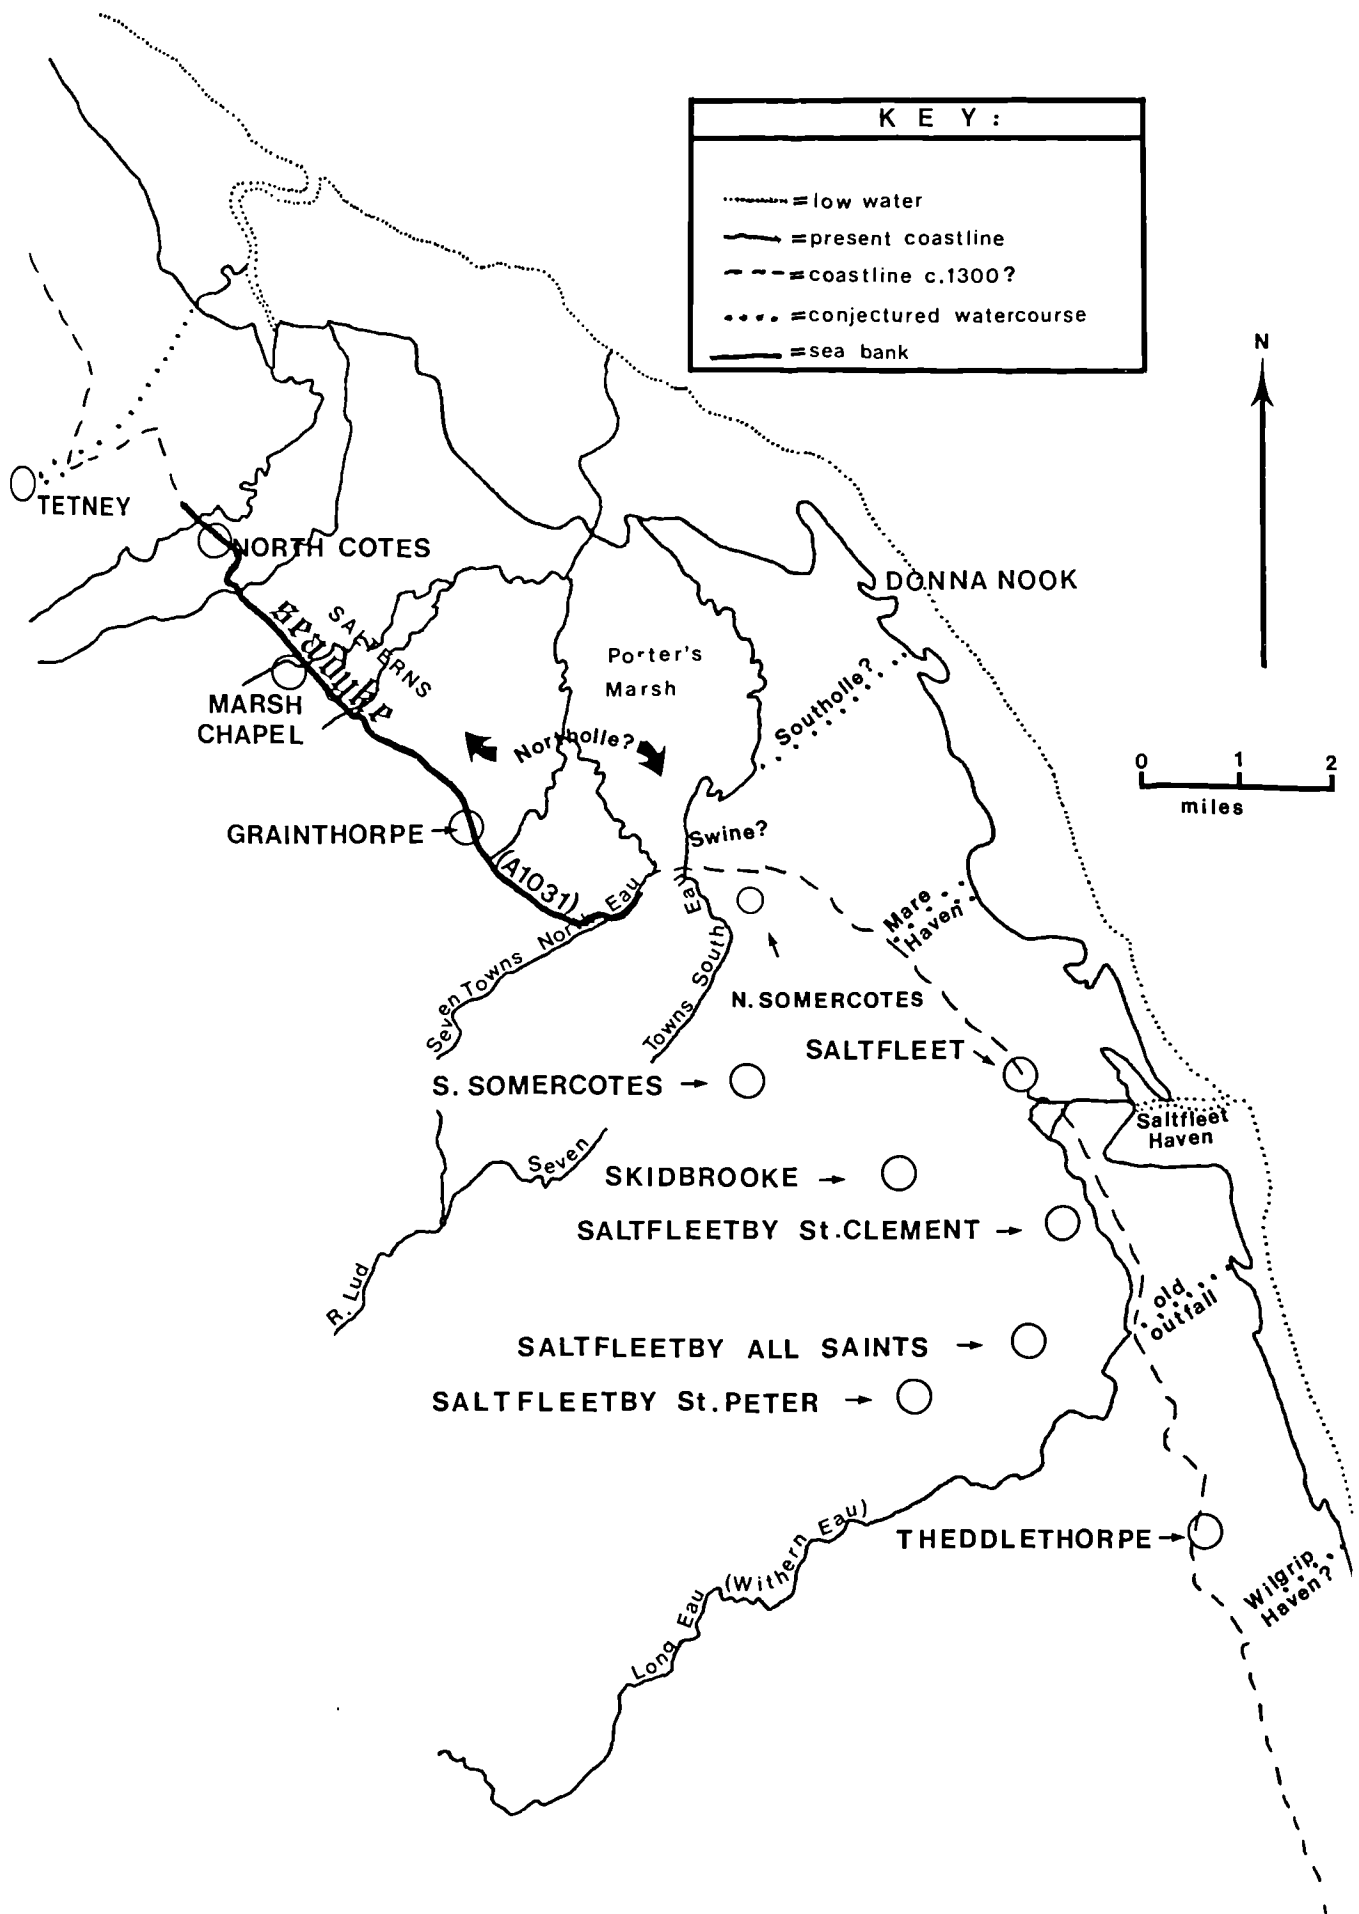 KEY:
=low water
=present coastline
=coastline c.1300?
=conjectured watercourse
=sea bank
N
TETNEY
NORTH COTES
DONNA NOOK
seadyke
SALTERNS
Porter's
Marsh
Southolle?
MARSH
CHAPEL
Northolle?
0 1 2
miles
GRAINTHORPE
Swine?
(A1031)
Mare
Haven
Seven Towns North Eau
Towns South Eau
N. SOMERCOTES
SALTFLEET
S. SOMERCOTES
Saltfleet
Haven
Seven
SKIDBROOKE
SALTFLEETBY St.CLEMENT
R. Lud
old
outfall
SALTFLEETBY ALL SAINTS
SALTFLEETBY St.PETER
THEDDLETHORPE
Long Eau (Withern Eau)
Wilgrip
Haven?